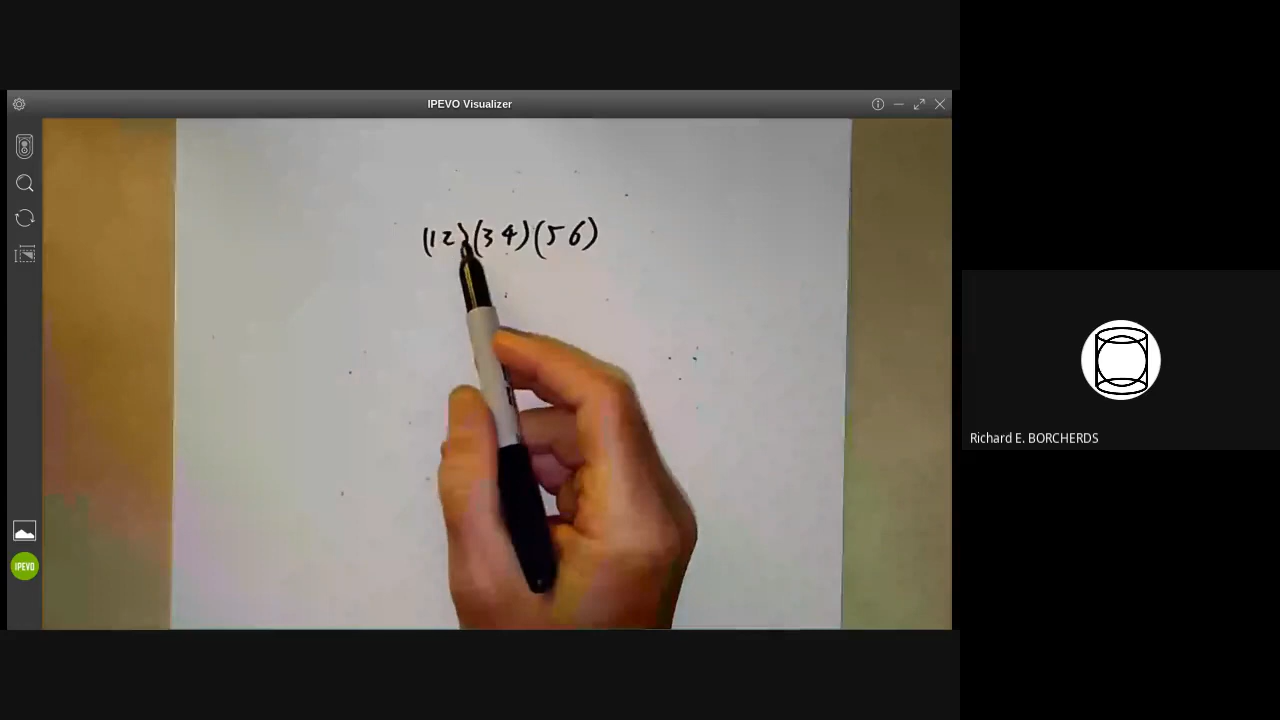 IPEVO Visualizer
(12)(34)(56)
IPEVO
Richard E. BORCHERDS